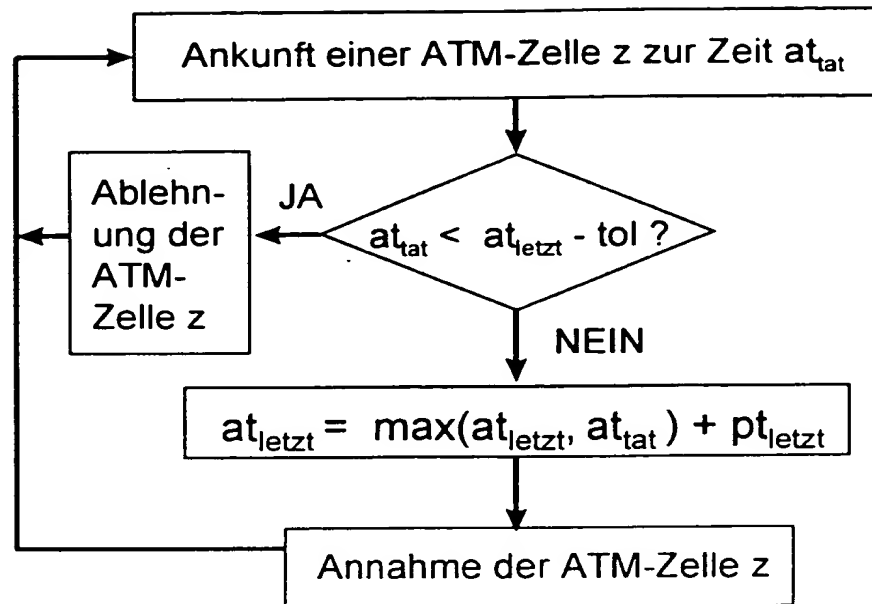 Ankunft einer ATM-Zelle z zur Zeit at_tat
Ablehn-
ung der
ATM-
Zelle z
JA
at_tat < at_letzt - tol ?
NEIN
at_letzt = max(at_letzt, at_tat) + pt_letzt
Annahme der ATM-Zelle z